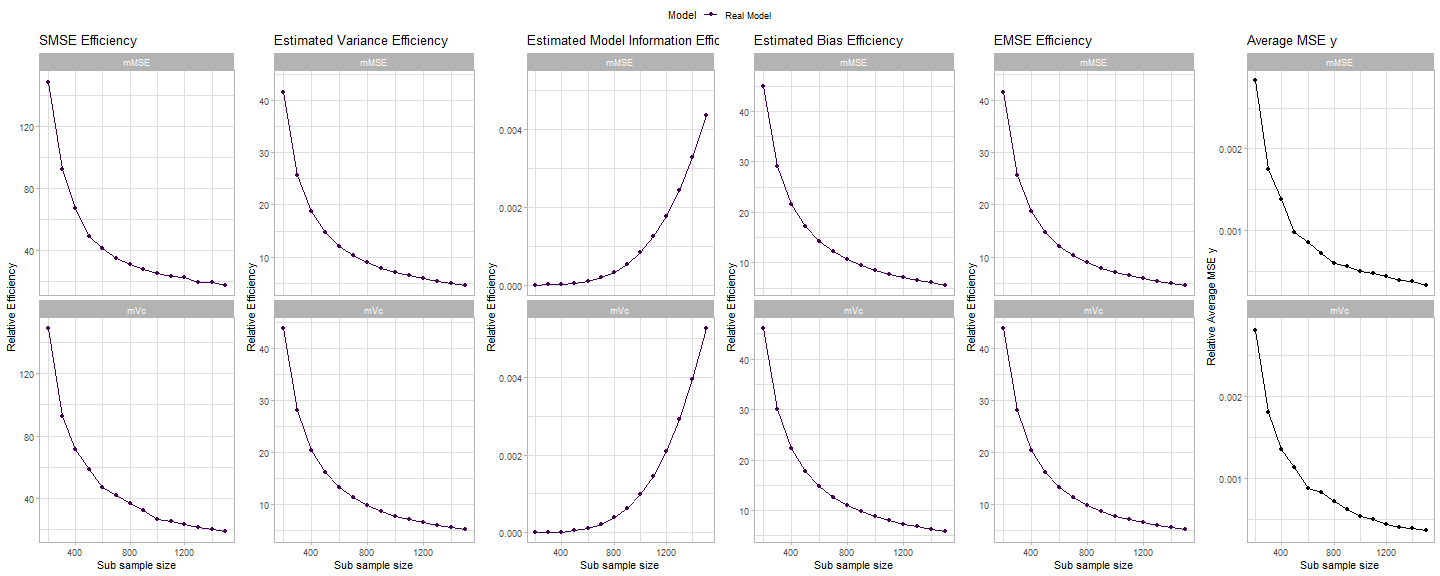 Model Real Model
SMSE Efficiency
mMSE
120
80
40
mVc
120
80
40
400 800 1200
Sub sample size
Relative Efficiency
Estimated Variance Efficiency
mMSE
40
30
20
10
mVc
40
30
20
10
400 800 1200
Sub sample size
Relative Efficiency
Estimated Model Information Effic
mMSE
0.004
0.002
0.000
mVc
0.004
0.002
0.000
400 800 1200
Sub sample size
Relative Efficiency
Estimated Bias Efficiency
mMSE
40
30
20
10
mVc
40
30
20
10
400 800 1200
Sub sample size
Relative Efficiency
EMSE Efficiency
mMSE
40
30
20
10
mVc
40
30
20
10
400 800 1200
Sub sample size
Relative Efficiency
Average MSE y
mMSE
0.002
0.001
mVc
0.002
0.001
400 800 1200
Sub sample size
Relative Average MSE y